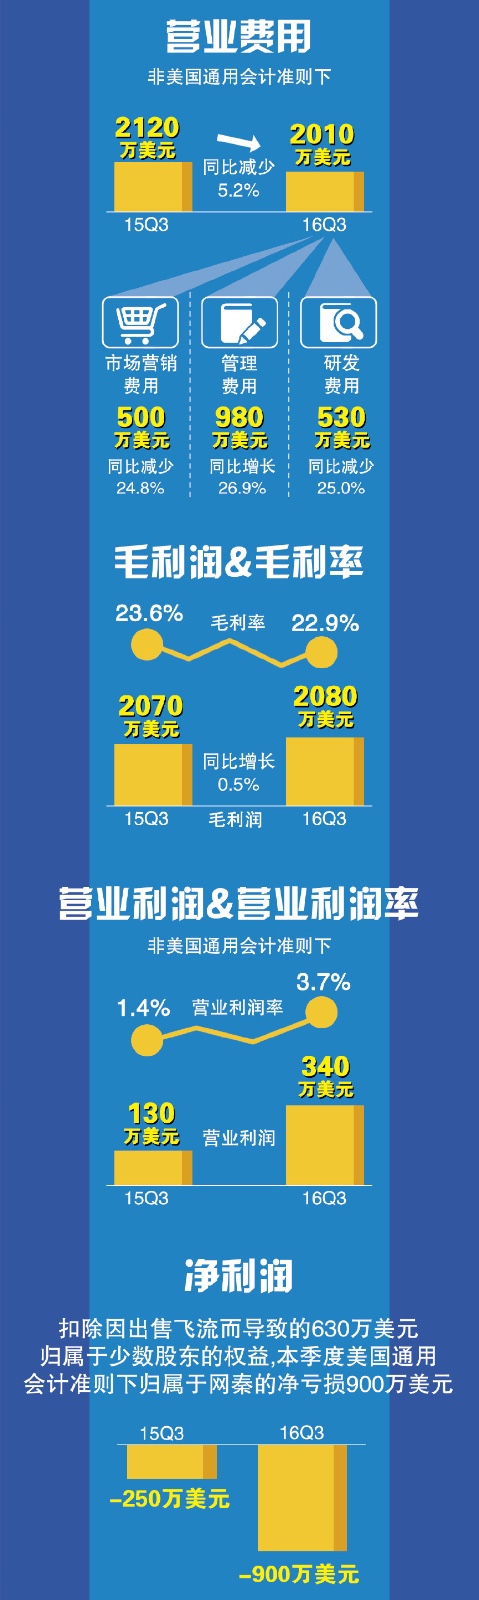 营业费用
非美国通用会计准则下
2120
万美元
同比减少
5.2%
2010
万美元
15Q3
16Q3
市场营销
费用
500
万美元
同比减少
24.8%
管理
费用
980
万美元
同比增长
26.9%
研发
费用
530
万美元
同比减少
25.0%
毛利润&毛利率
23.6%
毛利率
22.9%
2070
万美元
同比增长
0.5%
2080
万美元
15Q3
毛利润
16Q3
营业利润&营业利润率
非美国通用会计准则下
1.4%
营业利润率
3.7%
130
万美元
营业利润
340
万美元
15Q3
16Q3
净利润
扣除因出售飞流而导致的630万美元
归属于少数股东的权益,本季度美国通用
会计准则下归属于网秦的净亏损900万美元
15Q3
16Q3
-250万美元
-900万美元